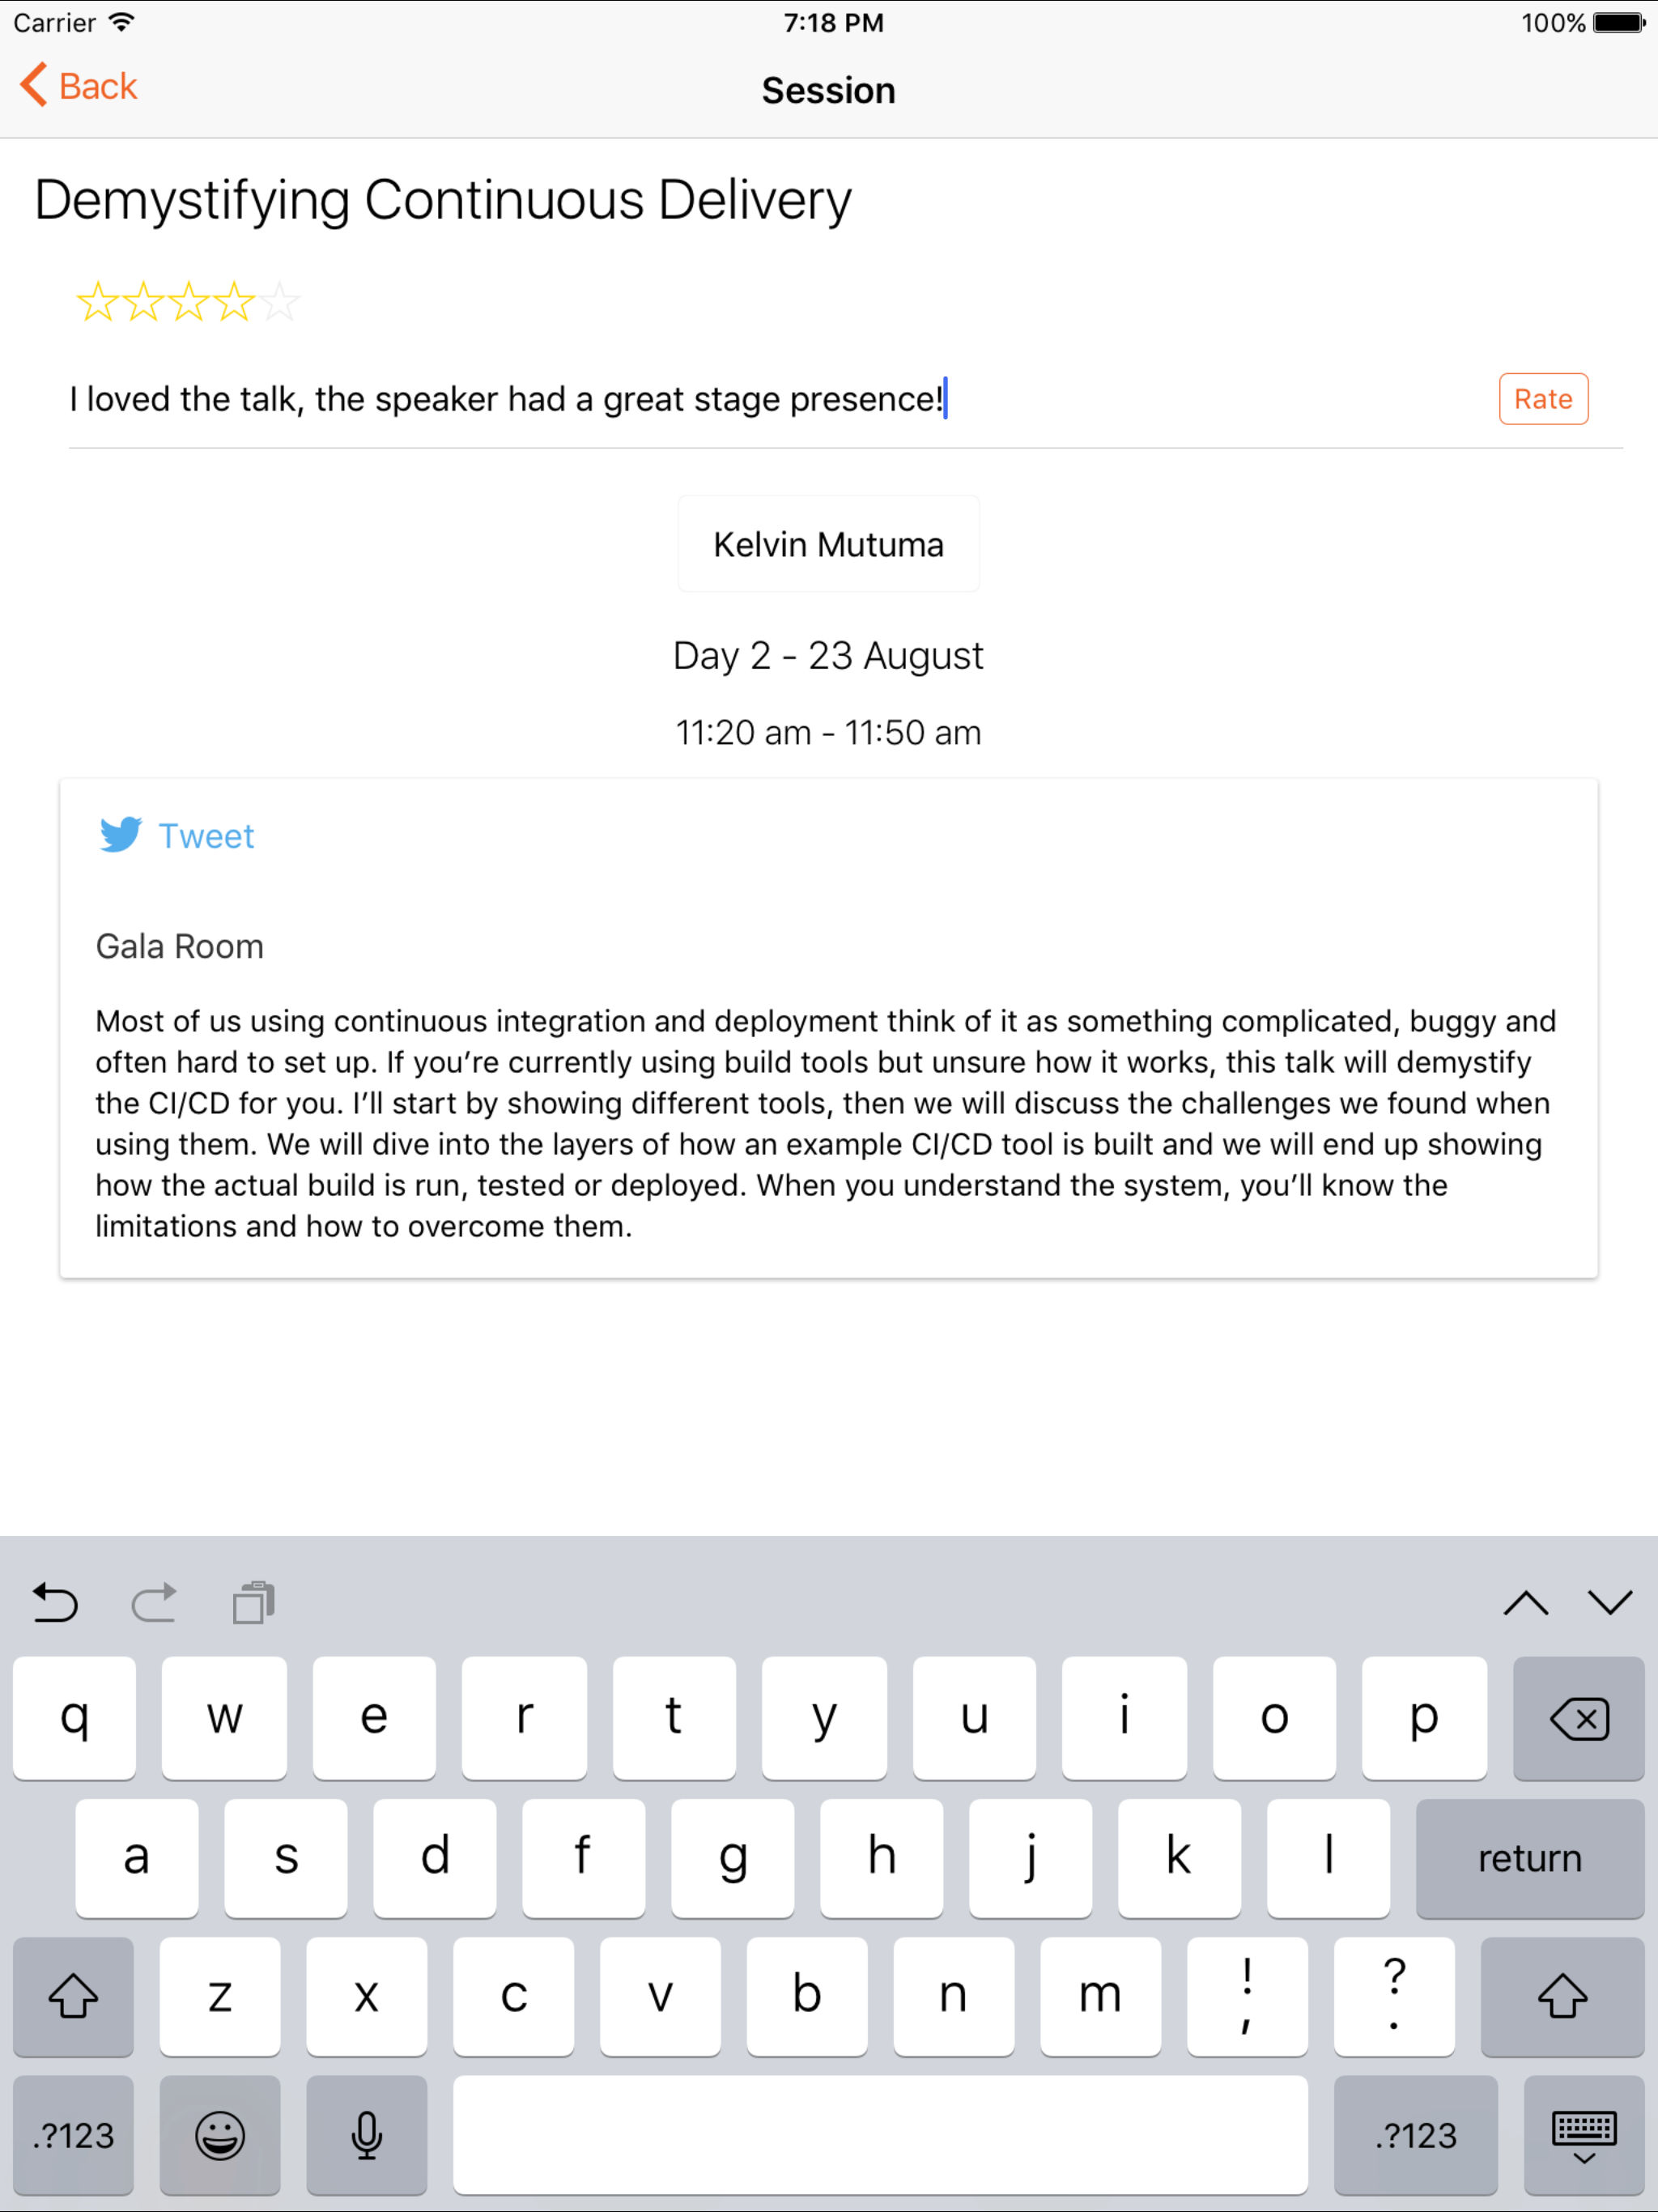 Carrier 7:18 PM 100%
Back Session
Demystifying Continuous Delivery
I loved the talk, the speaker had a great stage presence! Rate
Kelvin Mutuma
Day 2 - 23 August
11:20 am - 11:50 am
Tweet
Gala Room
Most of us using continuous integration and deployment think of it as something complicated, buggy and
often hard to set up. If you’re currently using build tools but unsure how it works, this talk will demystify
the CI/CD for you. I’ll start by showing different tools, then we will discuss the challenges we found when
using them. We will dive into the layers of how an example CI/CD tool is built and we will end up showing
how the actual build is run, tested or deployed. When you understand the system, you’ll know the
limitations and how to overcome them.
q w e r t y u i o p
a s d f g h j k l return
z x c v b n m ! , ? .
.?123 .?123